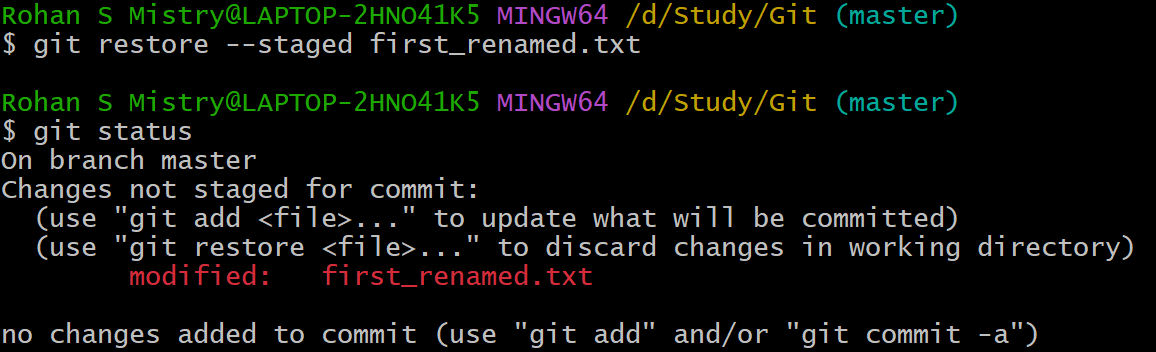 Rohan S Mistry@LAPTOP-2HNO41K5 MINGW64 /d/Study/Git (master)
$ git restore --staged first_renamed.txt
Rohan S Mistry@LAPTOP-2HNO41K5 MINGW64 /d/Study/Git (master)
$ git status
On branch master
Changes not staged for commit:
  (use "git add <file>..." to update what will be committed)
  (use "git restore <file>..." to discard changes in working directory)
        modified:   first_renamed.txt
no changes added to commit (use "git add" and/or "git commit -a")